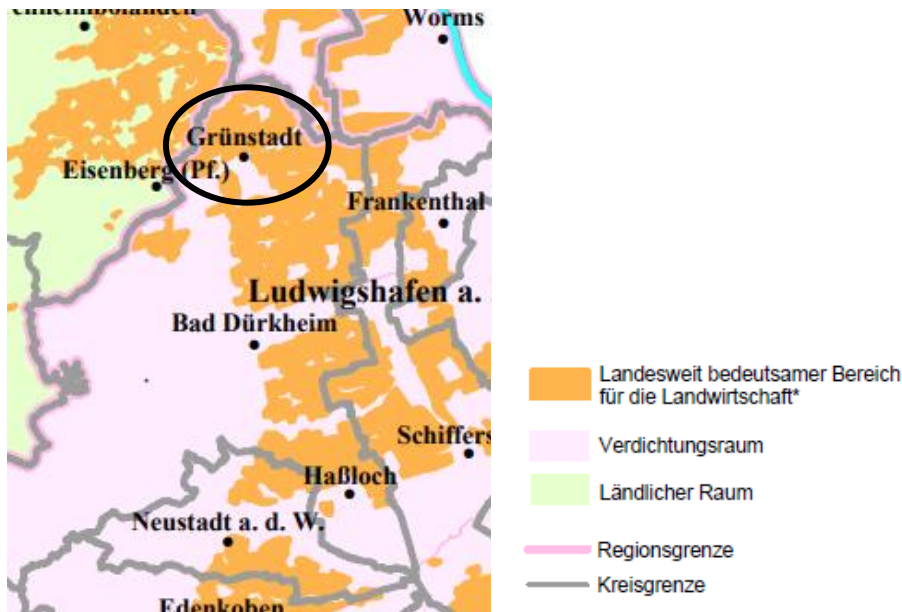 Worms
Grünstadt
Eisenberg (Pf.)
Frankenthal
Ludwigshafen a.
Bad Dürkheim
Schiffers
Haßloch
Neustadt a. d. W.
Edenkoben
Landesweit bedeutsamer Bereich
für die Landwirtschaft*
Verdichtungsraum
Ländlicher Raum
Regionsgrenze
Kreisgrenze